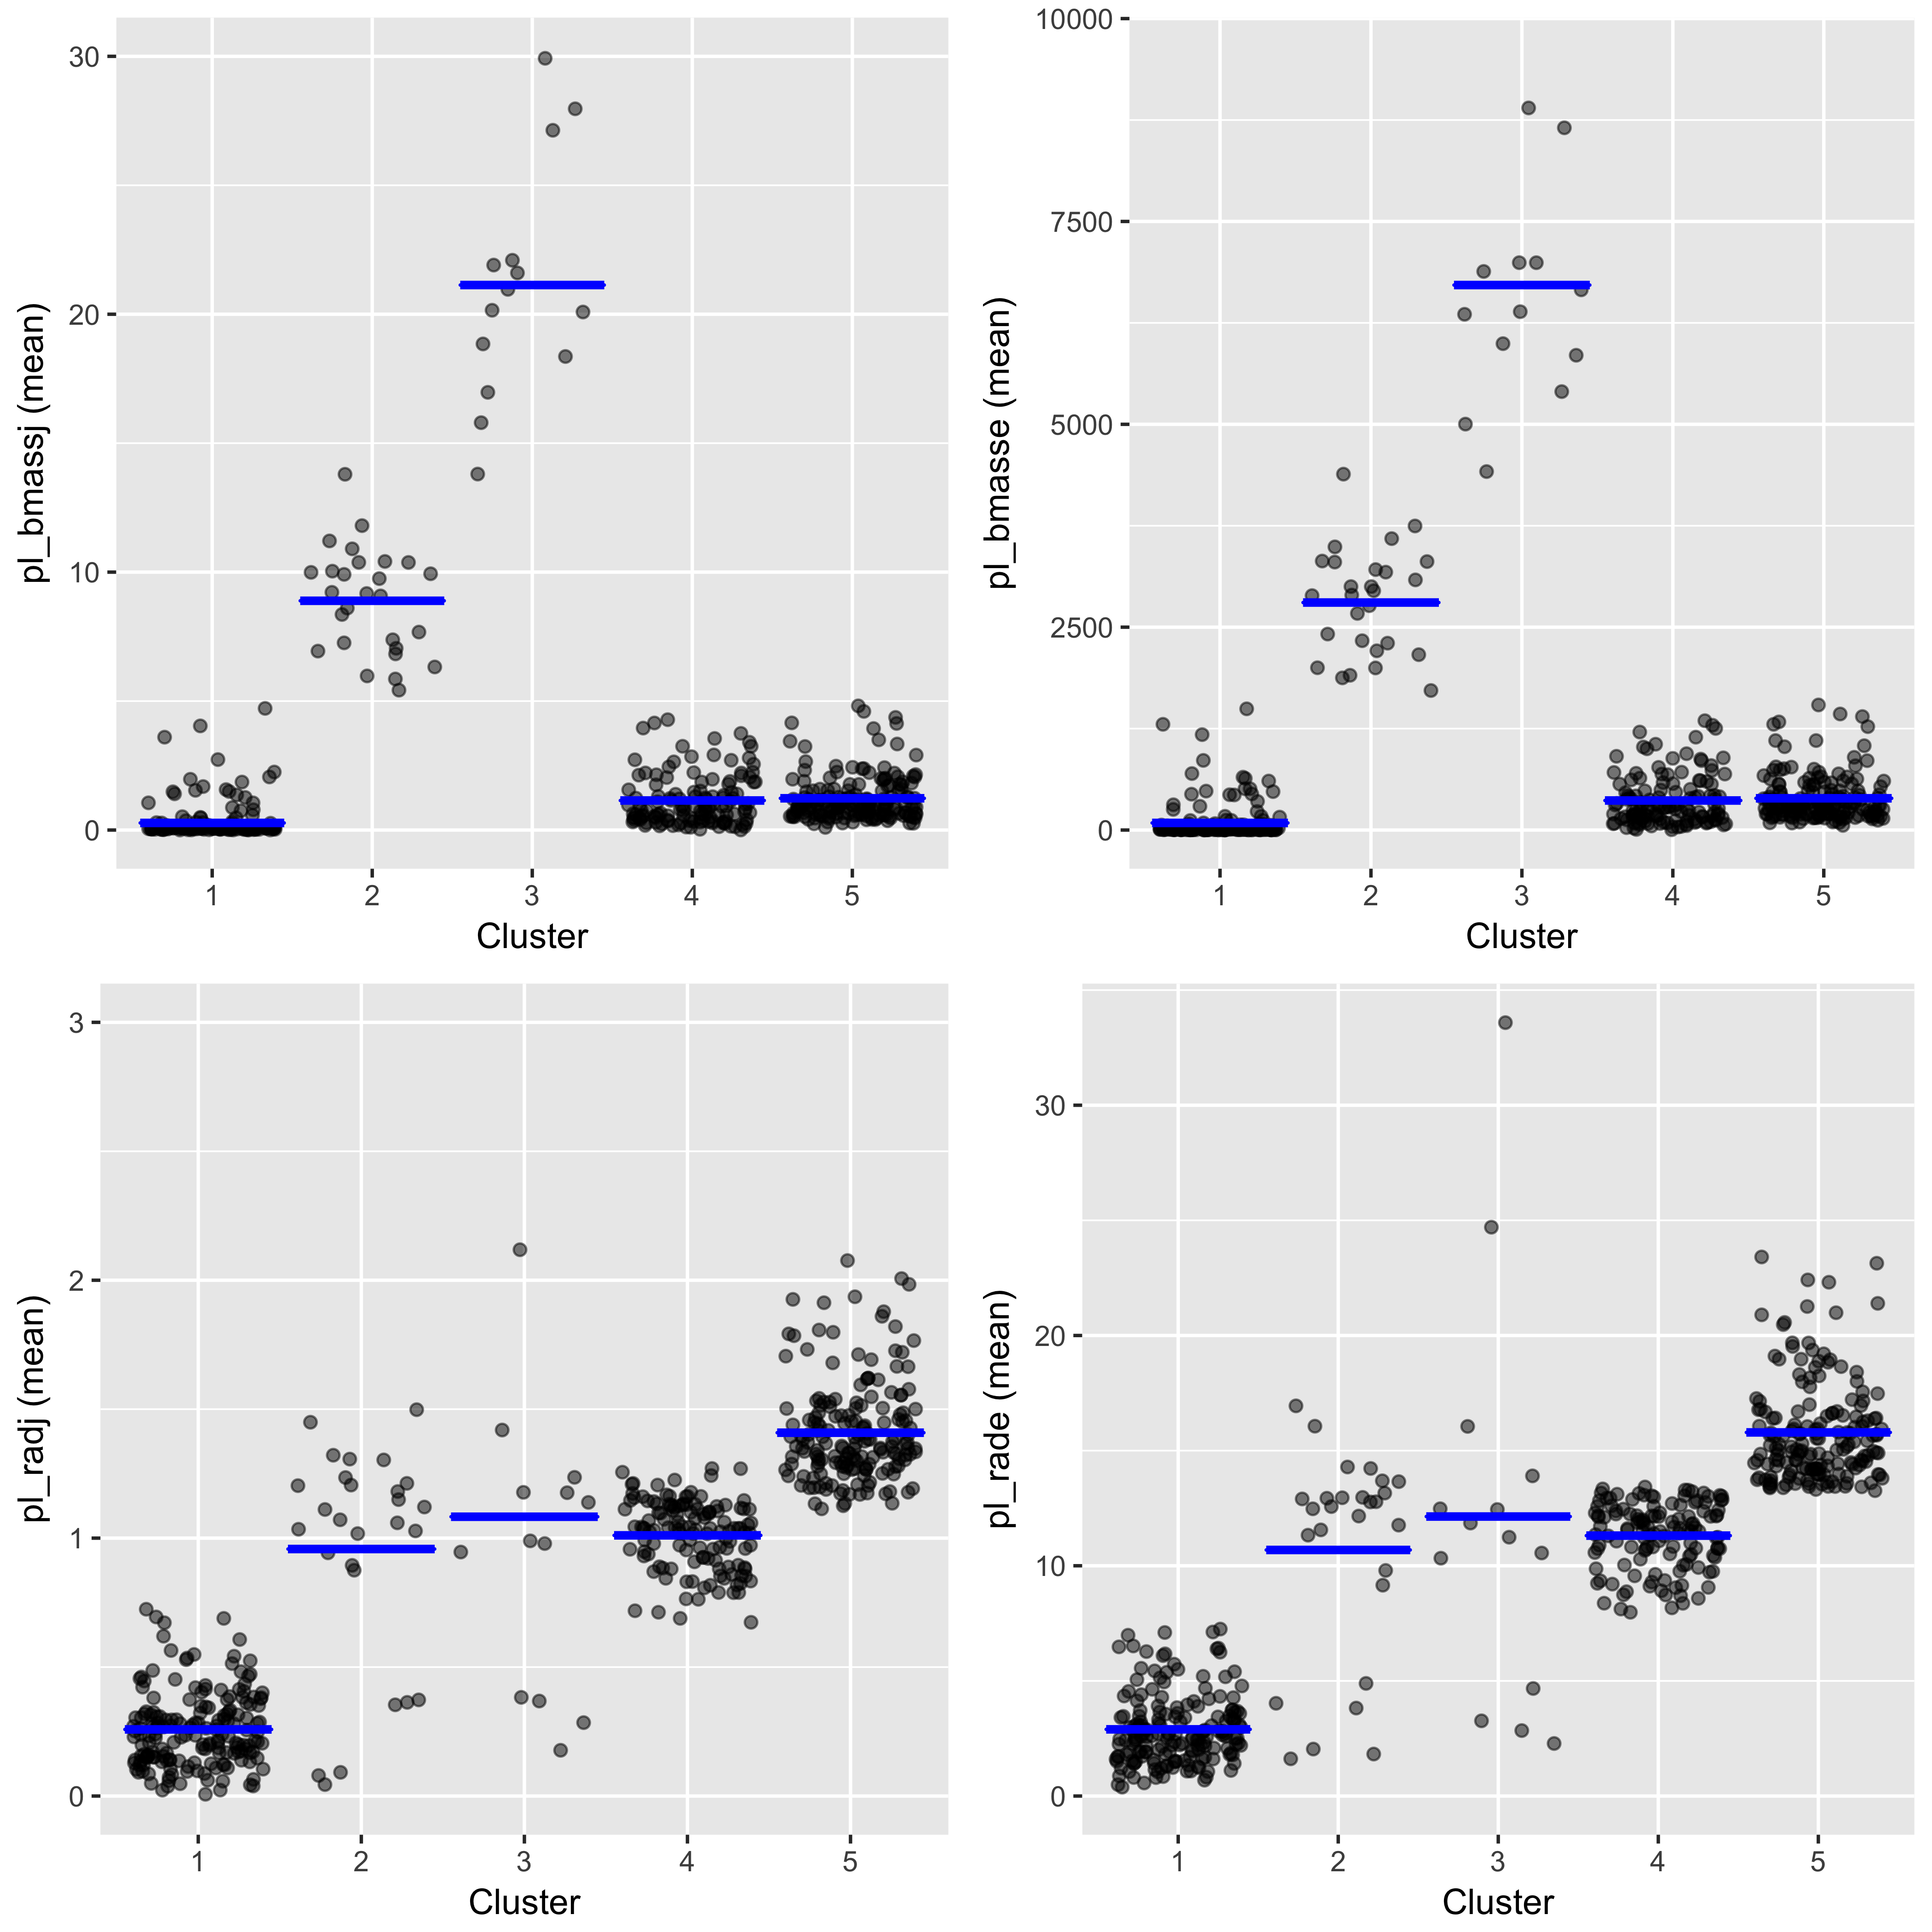 pl_bmassj (mean)
30
20
10
0
1 2 3 4 5
Cluster
pl_bmasse (mean)
10000
7500
5000
2500
0
1 2 3 4 5
Cluster
pl_radj (mean)
3
2
1
0
1 2 3 4 5
Cluster
pl_rade (mean)
30
20
10
0
1 2 3 4 5
Cluster